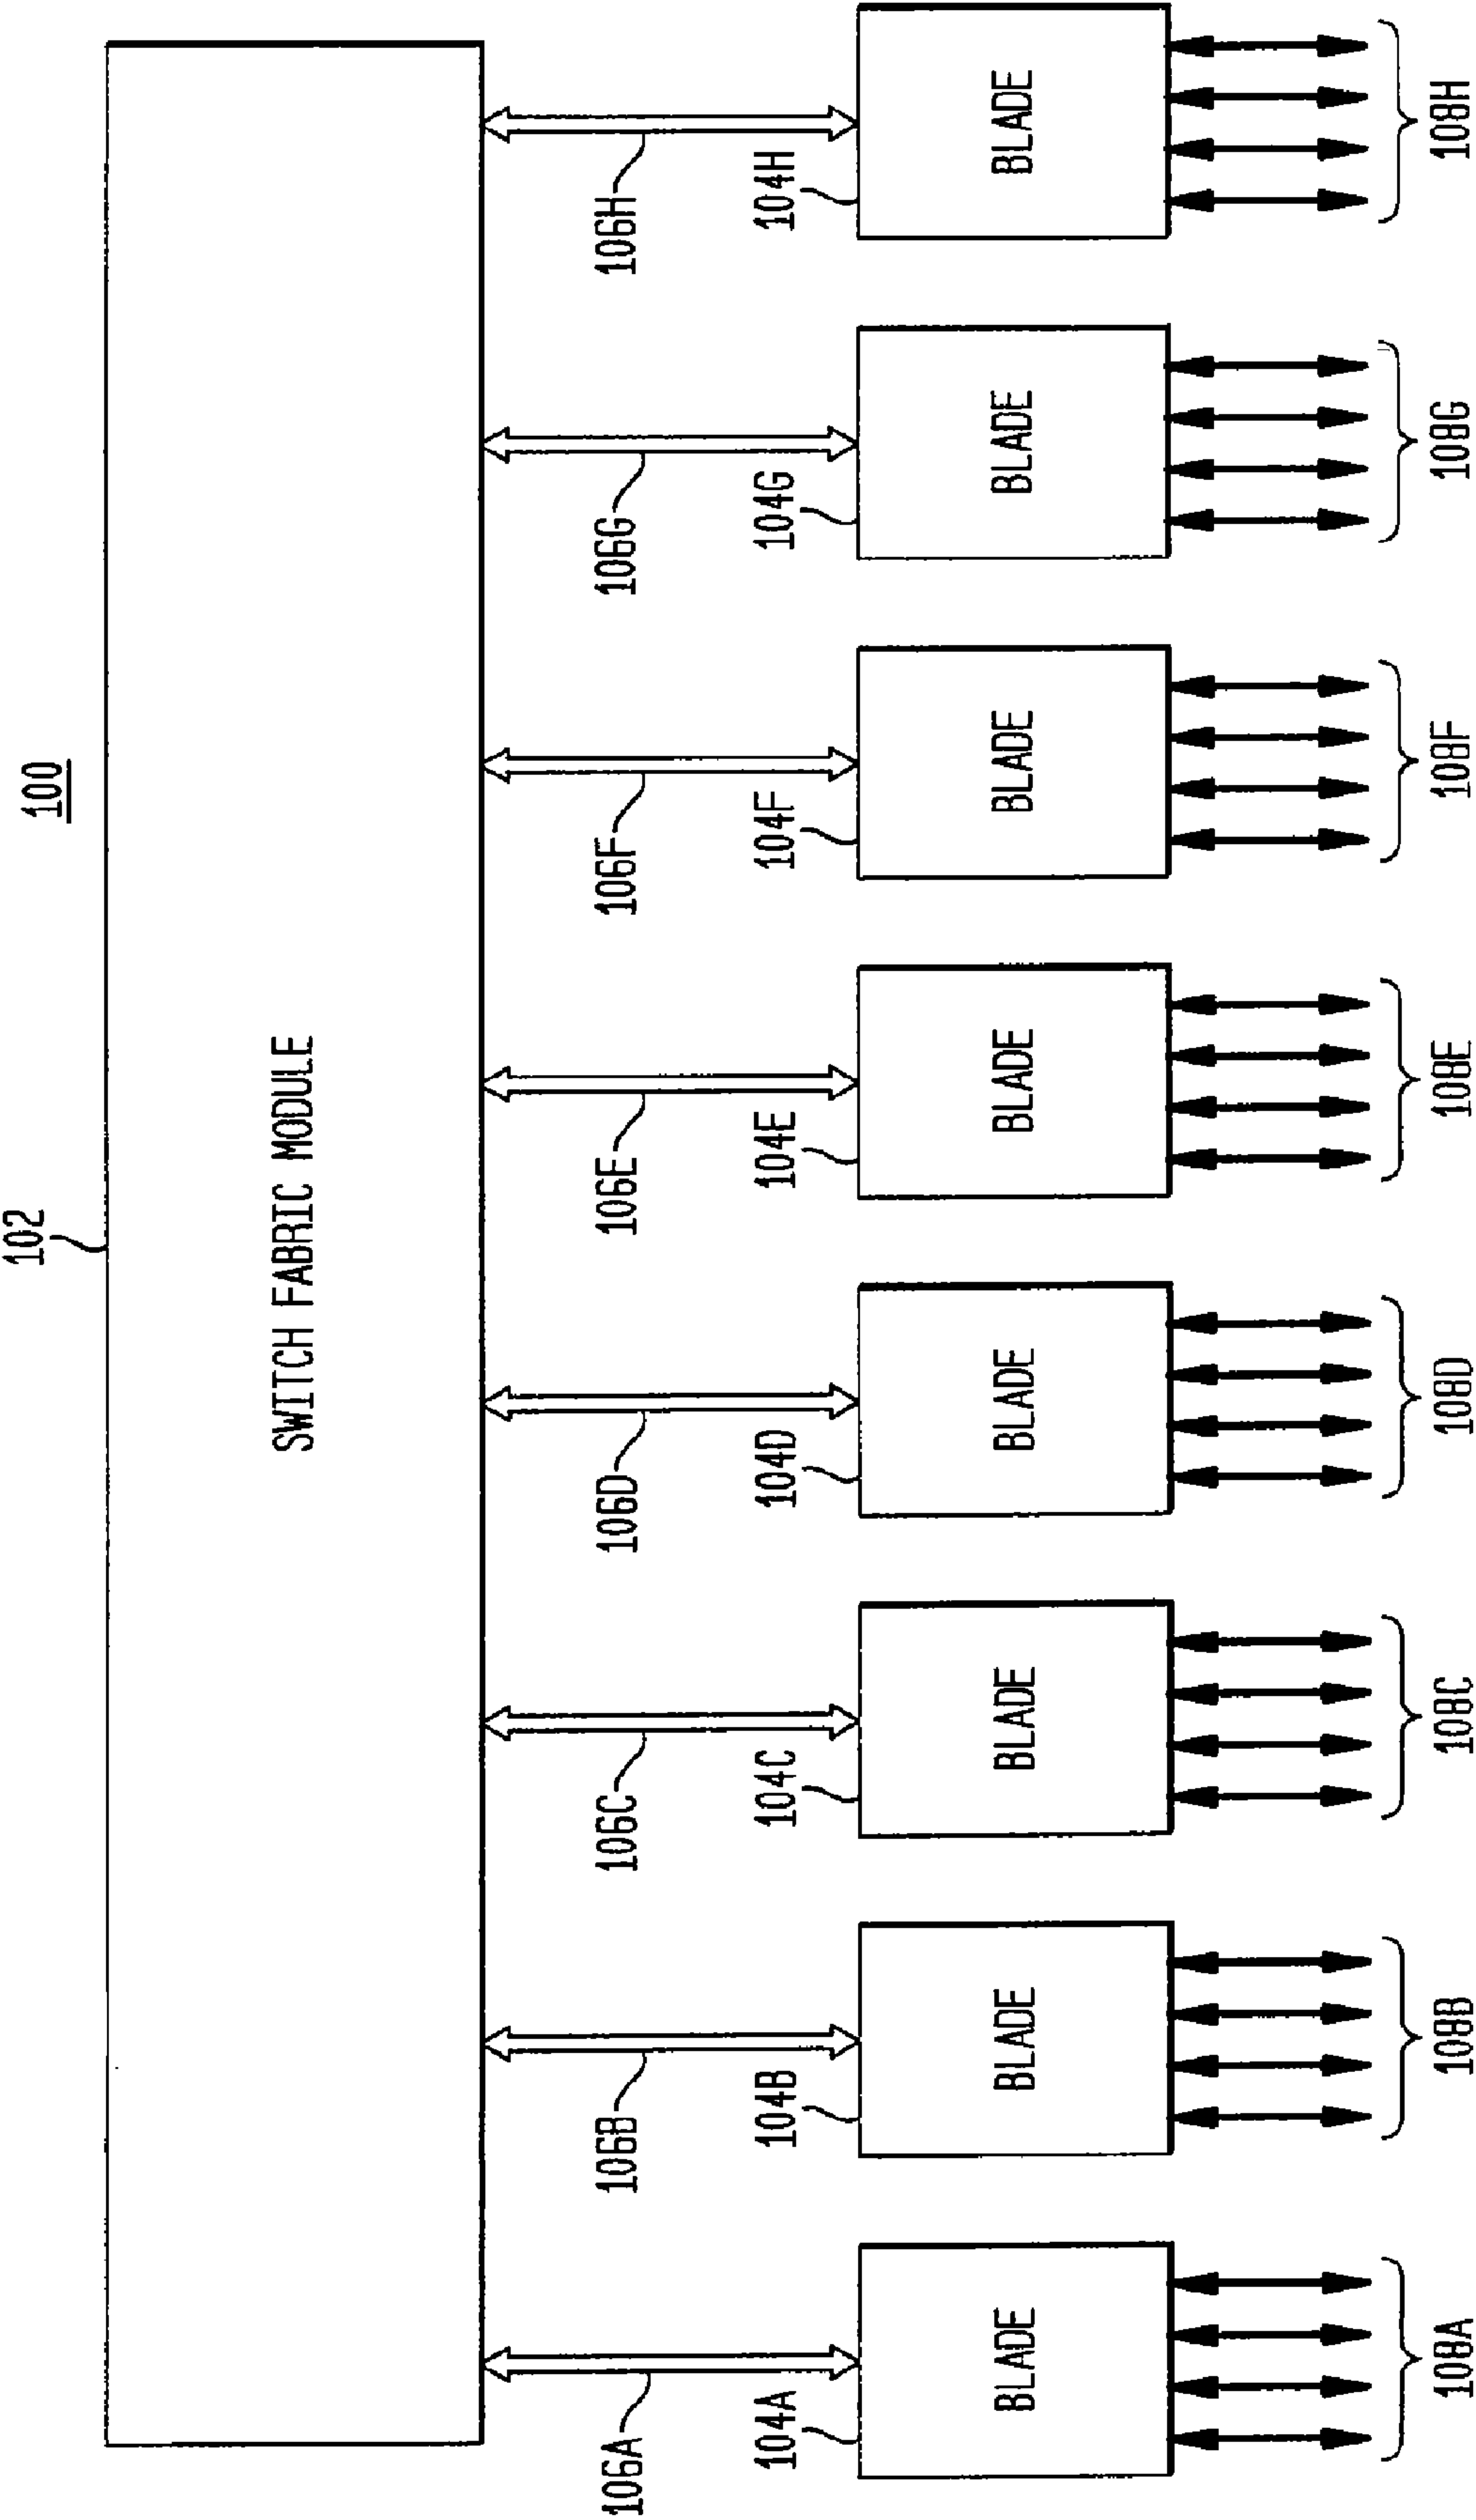 100
102
SWITCH FABRIC MODULE
106A
106B
106C
106D
106E
106F
106G
106H
104A
104B
104C
104D
104E
104F
104G
104H
BLADE
BLADE
BLADE
BLADE
BLADE
BLADE
BLADE
BLADE
108A
108B
108C
108D
108E
108F
108G
108H